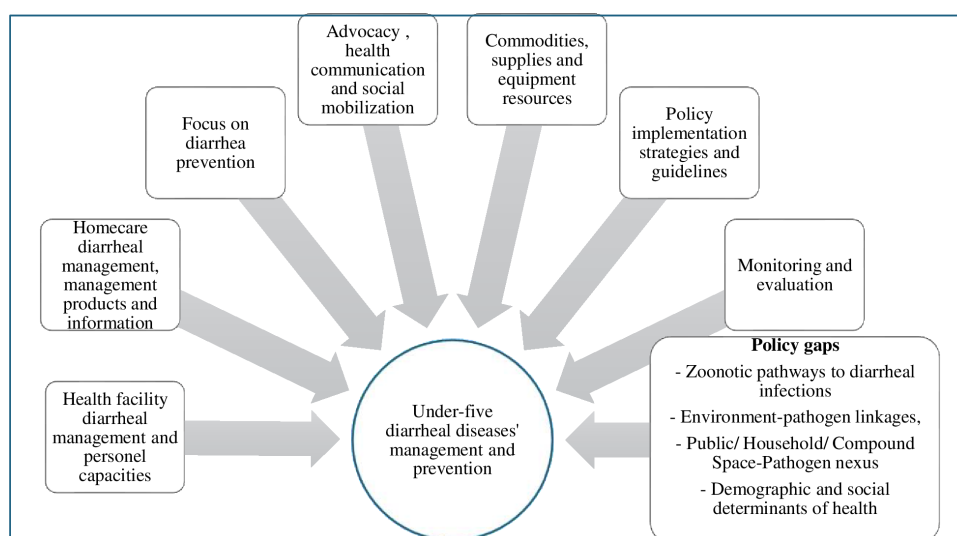 Advocacy ,
health
communication
and social
mobilization
Commodities,
supplies and
equipment
resources
Focus on
diarrhea
prevention
Policy
implementation
strategies and
guidelines
Homecare
diarrheal
management,
management
products and
information
Monitoring and
evaluation
Health facility
diarrheal
management and
personel
capacities
Under-five
diarrheal diseases'
management and
prevention
Policy gaps
- Zoonotic pathways to diarrheal
infections
- Environment-pathogen linkages,
- Public/ Household/ Compound
Space-Pathogen nexus
- Demographic and social
determinants of health